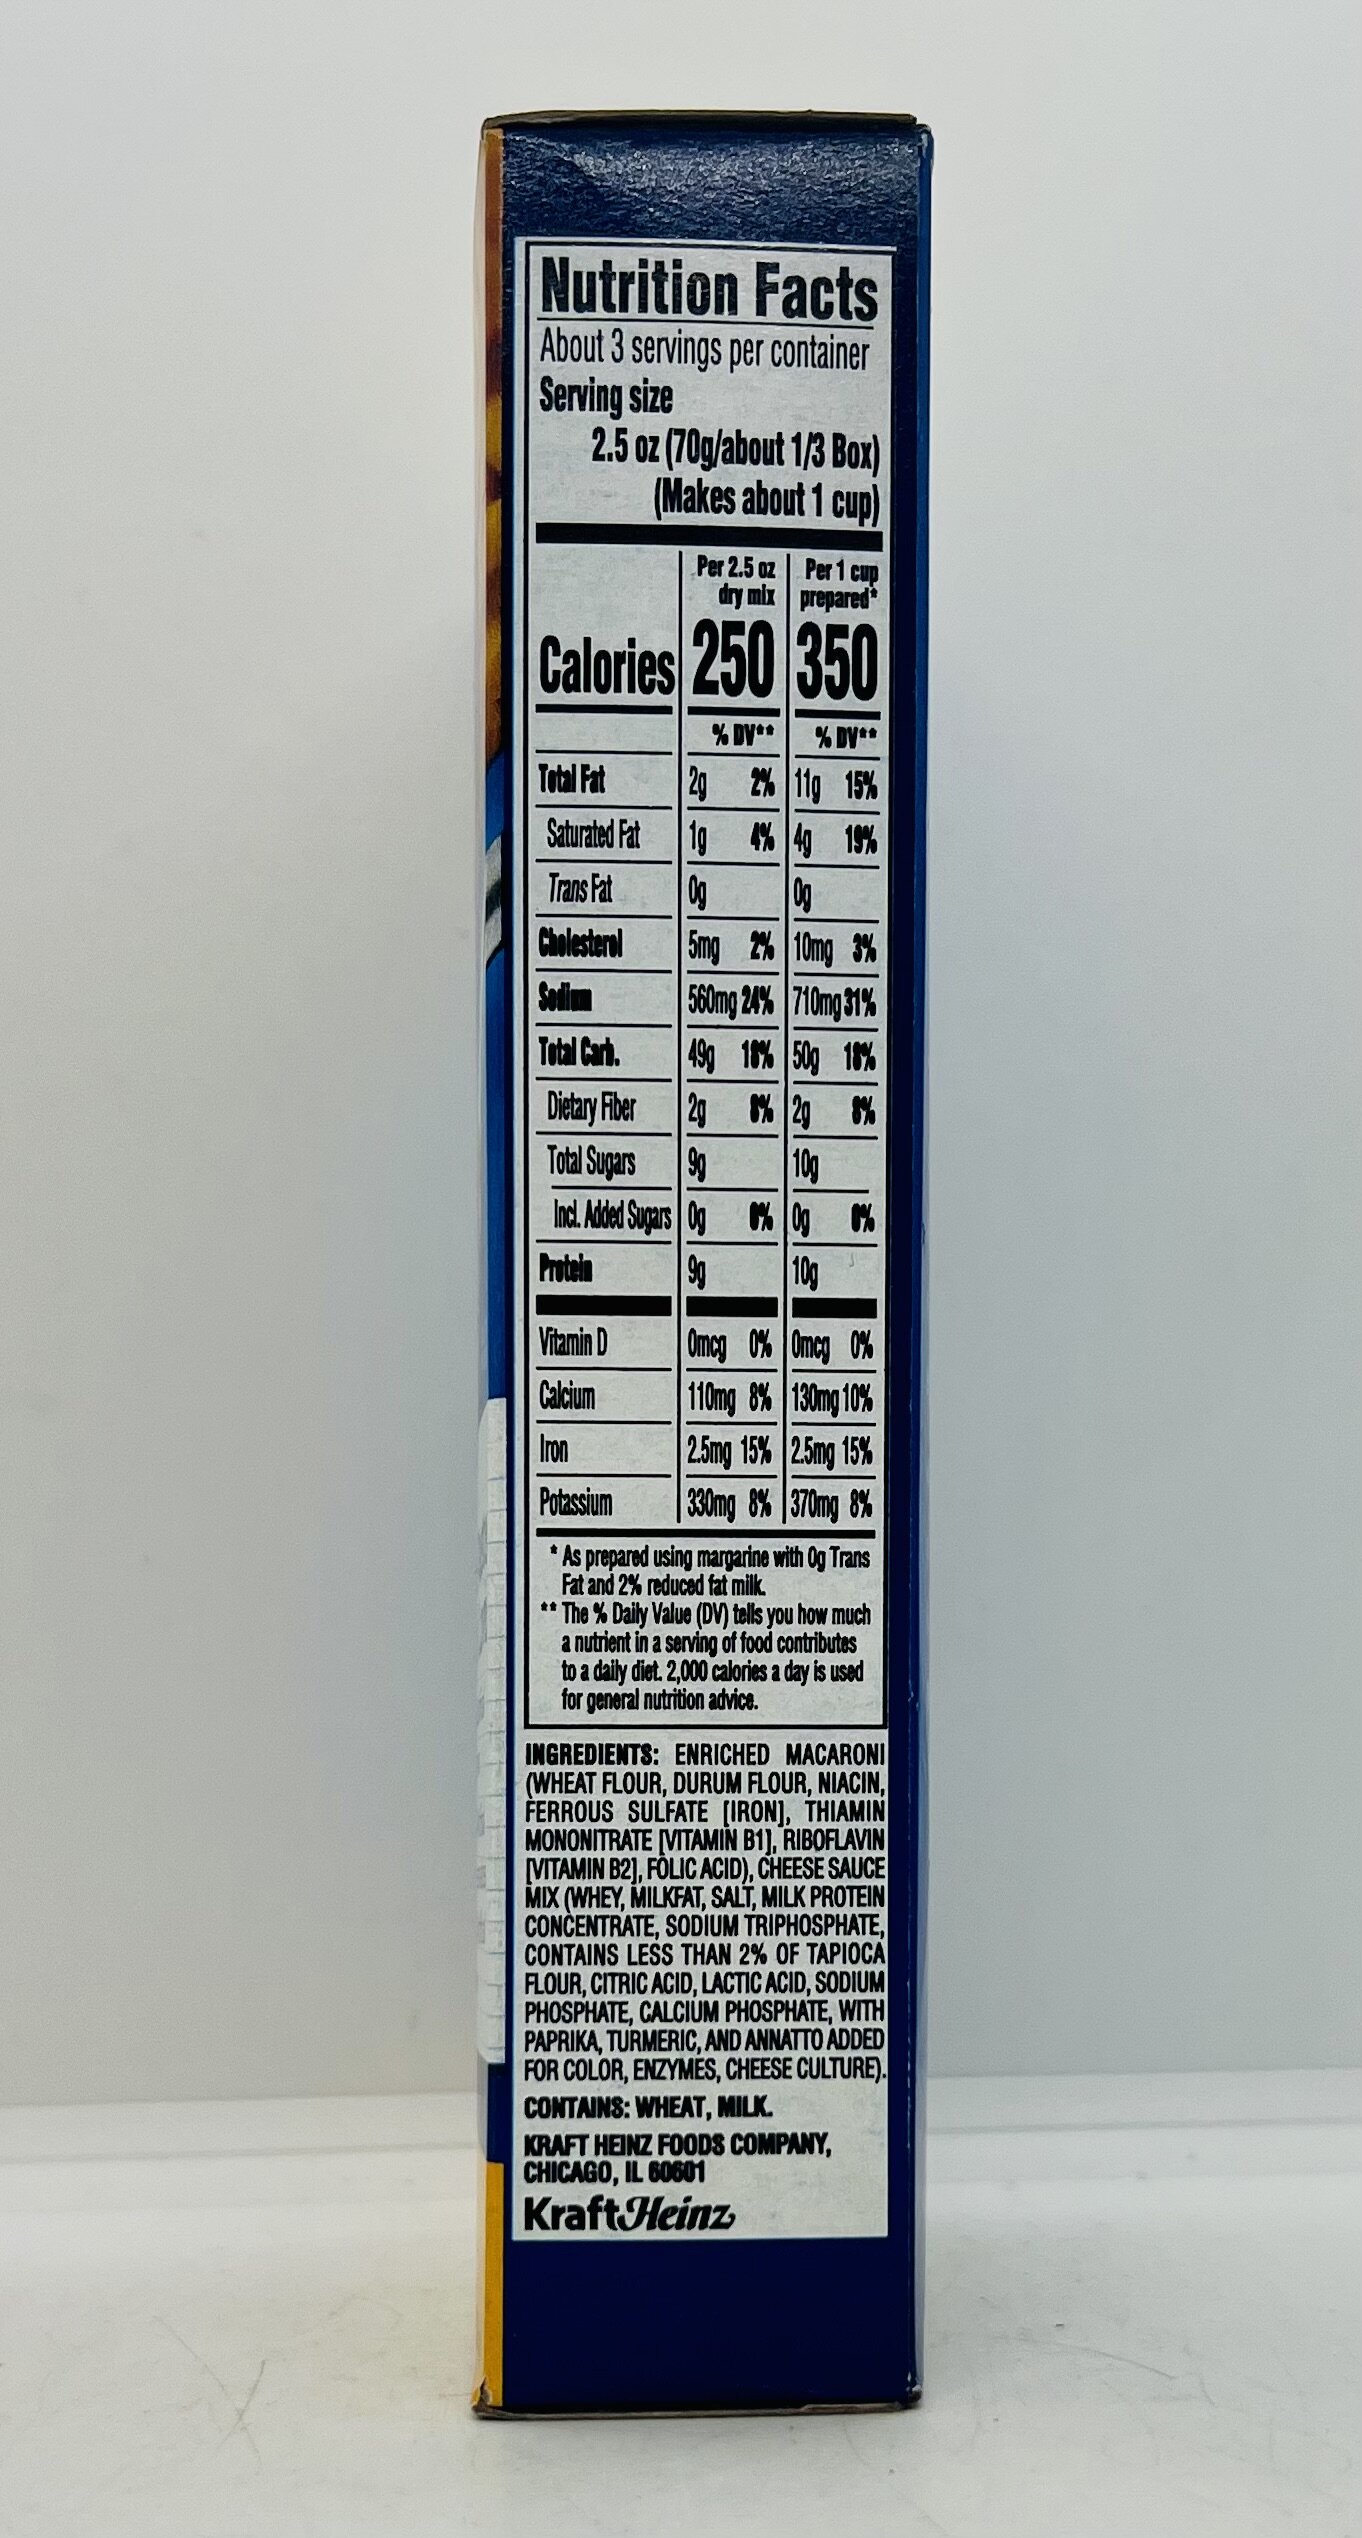 Nutrition Facts
About 3 servings per container
Serving size
2.5 oz (70g/about 1/3 Box)
(Makes about 1 cup)
Per 2.5 oz dry mix Per 1 cup prepared*
Calories 250 350
% DV** % DV**
Total Fat 2g 2% 11g 15%
Saturated Fat 1g 4% 4g 19%
Trans Fat 0g 0g
Cholesterol 5mg 2% 10mg 3%
Sodium 560mg 24% 710mg 31%
Total Carb. 49g 18% 50g 18%
Dietary Fiber 2g 8% 2g 8%
Total Sugars 9g 10g
Incl. Added Sugars 0g 0% 0g 0%
Protein 9g 10g
Vitamin D 0mcg 0% 0mcg 0%
Calcium 110mg 8% 130mg 10%
Iron 2.5mg 15% 2.5mg 15%
Potassium 330mg 8% 370mg 8%
* As prepared using margarine with 0g Trans
Fat and 2% reduced fat milk.
** The % Daily Value (DV) tells you how much
a nutrient in a serving of food contributes
to a daily diet. 2,000 calories a day is used
for general nutrition advice.
INGREDIENTS: ENRICHED MACARONI
(WHEAT FLOUR, DURUM FLOUR, NIACIN,
FERROUS SULFATE [IRON], THIAMIN
MONONITRATE [VITAMIN B1], RIBOFLAVIN
[VITAMIN B2], FOLIC ACID), CHEESE SAUCE
MIX (WHEY, MILKFAT, SALT, MILK PROTEIN
CONCENTRATE, SODIUM TRIPHOSPHATE,
CONTAINS LESS THAN 2% OF TAPIOCA
FLOUR, CITRIC ACID, LACTIC ACID, SODIUM
PHOSPHATE, CALCIUM PHOSPHATE, WITH
PAPRIKA, TURMERIC, AND ANNATTO ADDED
FOR COLOR, ENZYMES, CHEESE CULTURE).
CONTAINS: WHEAT, MILK.
KRAFT HEINZ FOODS COMPANY,
CHICAGO, IL 60601
KraftHeinz